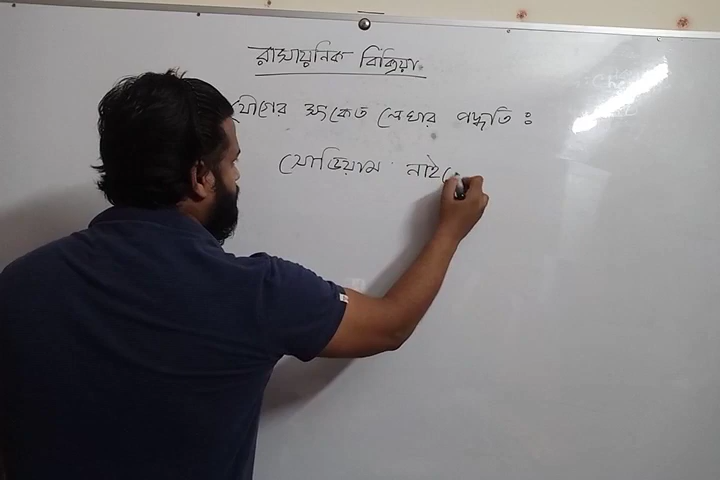 রাসায়নিক বিক্রিয়া
যৌগের সংকেত লেখার পদ্ধতি :
সোডিয়াম নাই